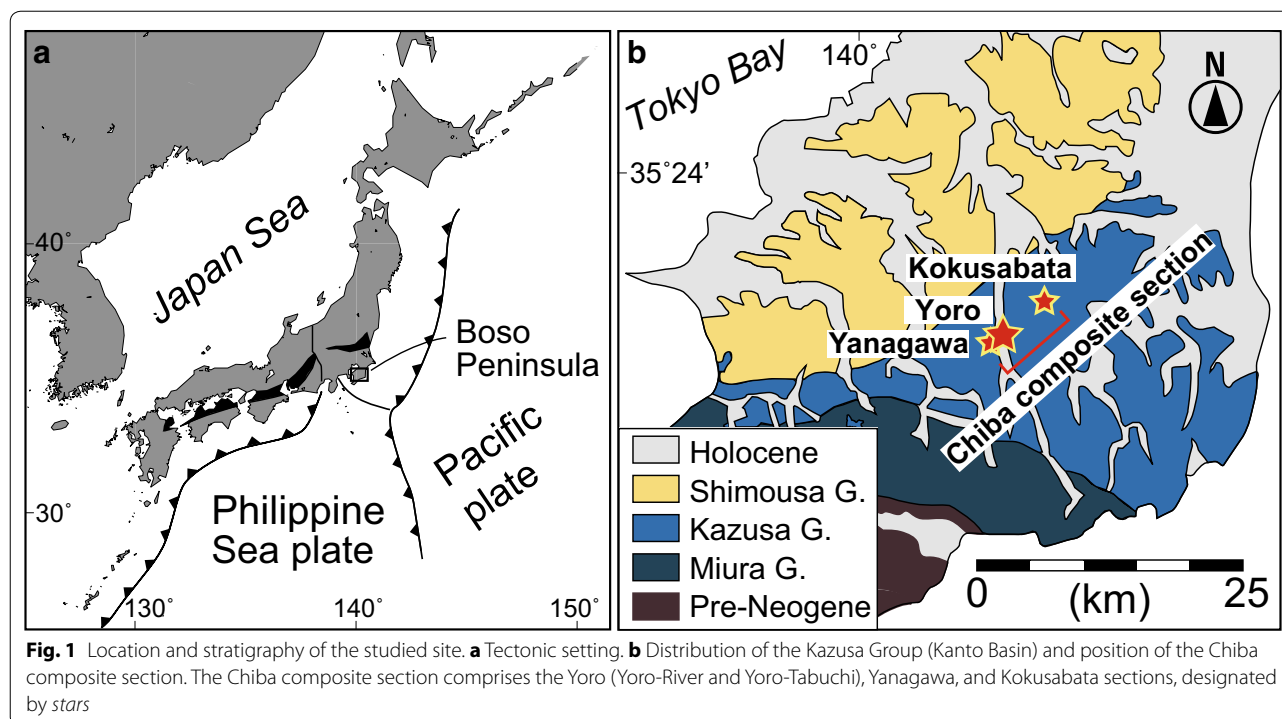 a
Japan Sea
40˚
Boso
Peninsula
Pacific
plate
Philippine
Sea plate
30˚
130˚
140˚
150˚
b
Tokyo Bay
140˚
N
35˚24’
Kokusabata
Yoro
Yanagawa
Chiba composite section
Holocene
Shimousa G.
Kazusa G.
Miura G.
Pre-Neogene
0
(km)
25
Fig. 1 Location and stratigraphy of the studied site. a Tectonic setting. b Distribution of the Kazusa Group (Kanto Basin) and position of the Chiba
composite section. The Chiba composite section comprises the Yoro (Yoro-River and Yoro-Tabuchi), Yanagawa, and Kokusabata sections, designated
by stars